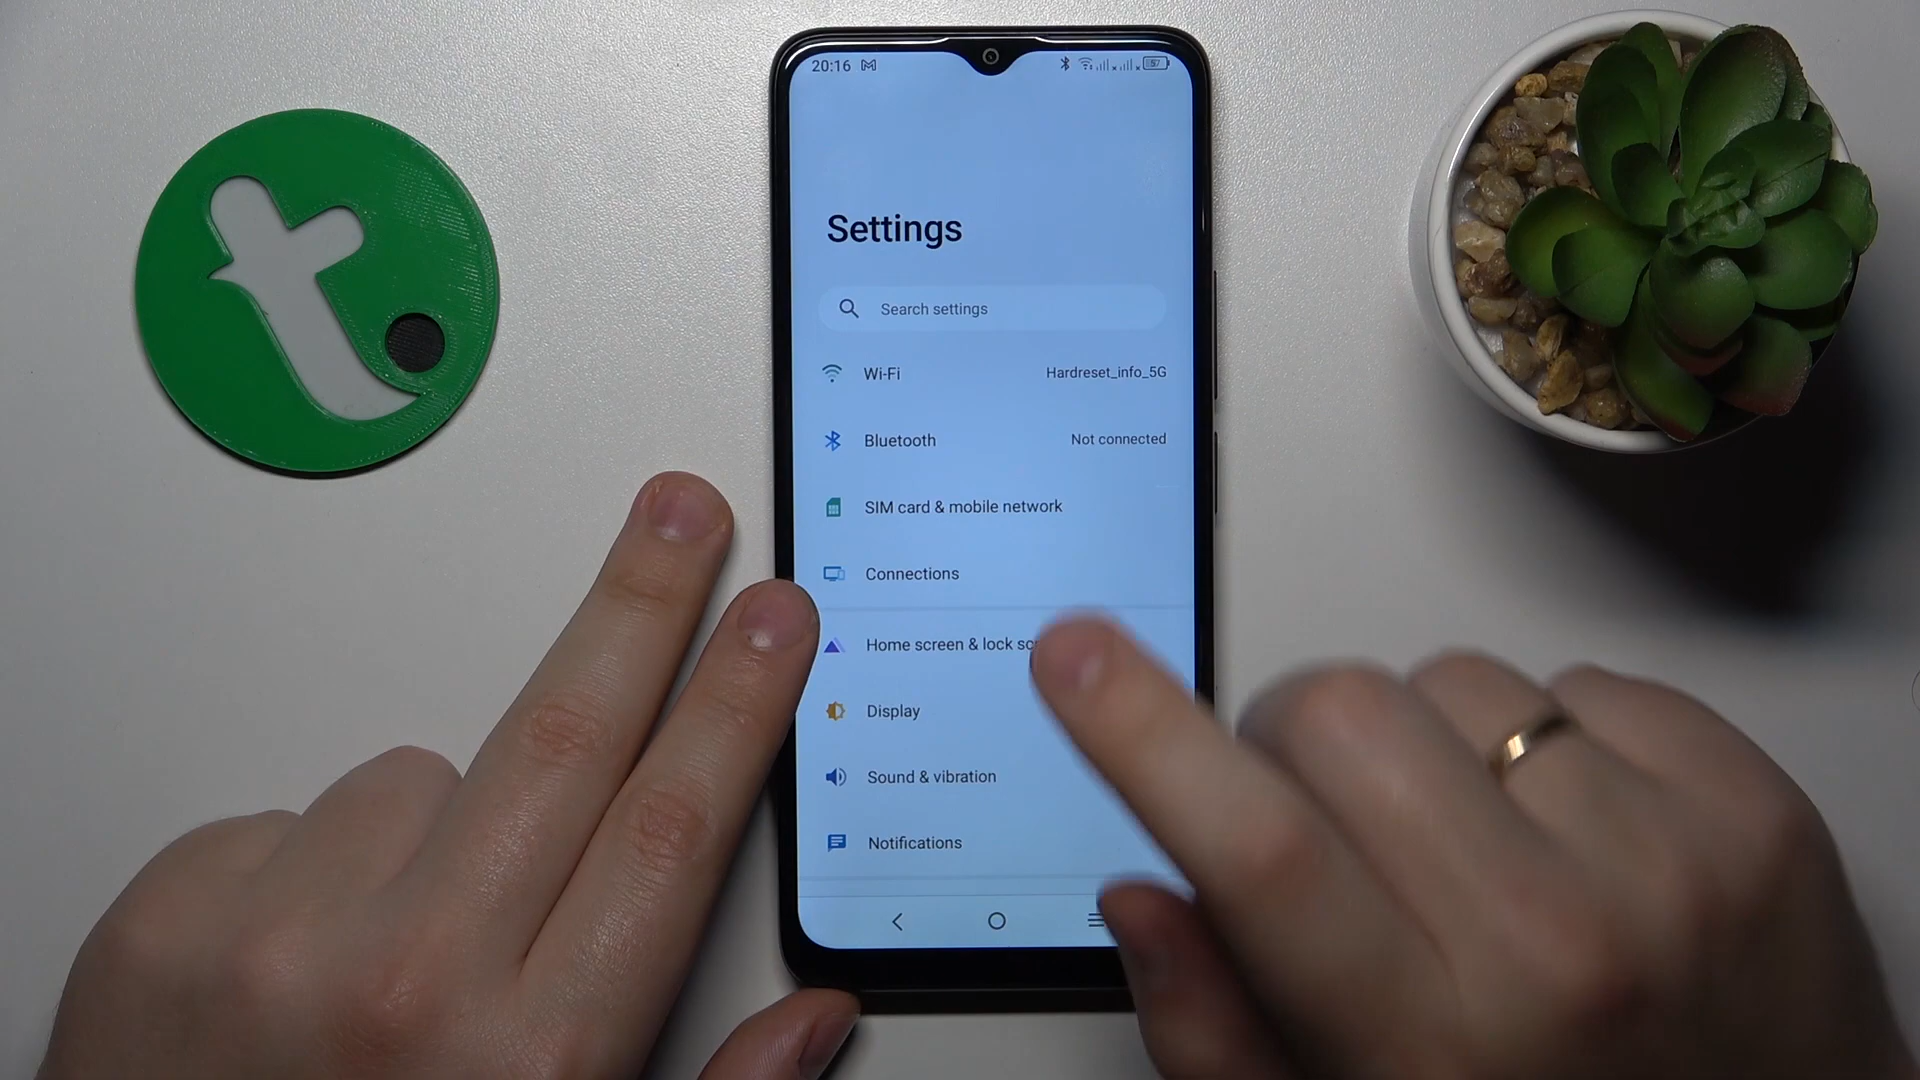 20:16
57
Settings
Search settings
Wi-Fi Hardreset_info_5G
Bluetooth Not connected
SIM card & mobile network
Connections
Home screen & lock
Display
Sound & vibration
Notifications
t.